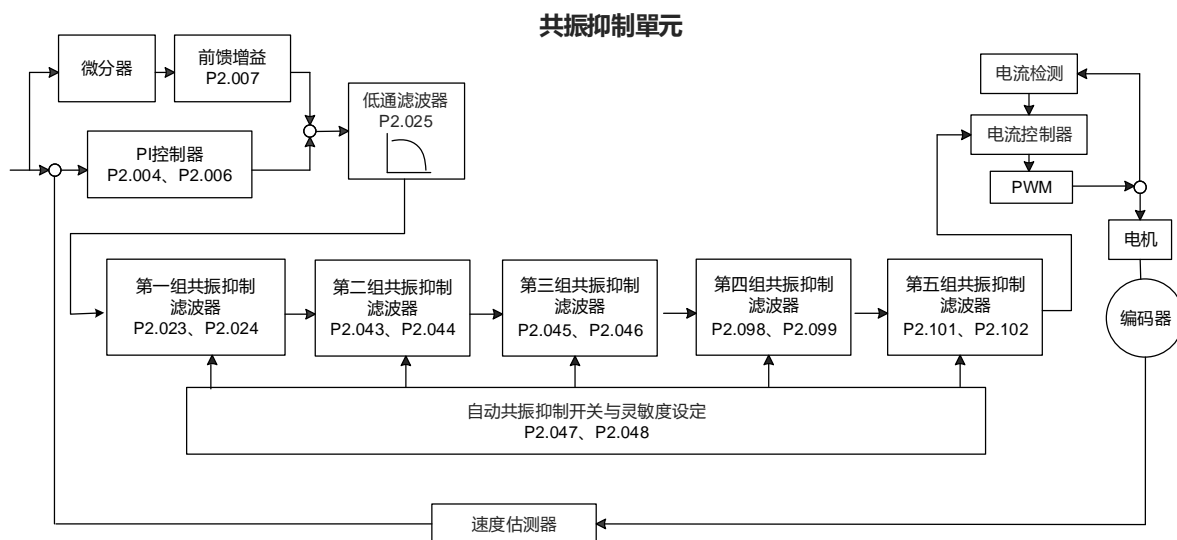 共振抑制單元
微分器
前馈增益
P2.007
PI控制器
P2.004、P2.006
低通滤波器
P2.025
电流检测
电流控制器
PWM
电机
编码器
第一组共振抑制
滤波器
P2.023、P2.024
第二组共振抑制
滤波器
P2.043、P2.044
第三组共振抑制
滤波器
P2.045、P2.046
第四组共振抑制
滤波器
P2.098、P2.099
第五组共振抑制
滤波器
P2.101、P2.102
自动共振抑制开关与灵敏度设定
P2.047、P2.048
速度估测器